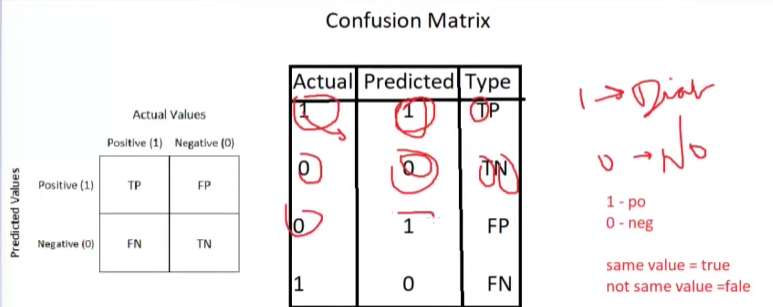 Confusion Matrix
Actual Values
Positive (1) Negative (0)
Predicted Values
Positive (1) TP FP
Negative (0) FN TN
Actual Predicted Type
1 1 TP
0 0 TN
0 1 FP
1 0 FN
1 → Diab
0 → No
1 - po
0 - neg
same value = true
not same value =fale